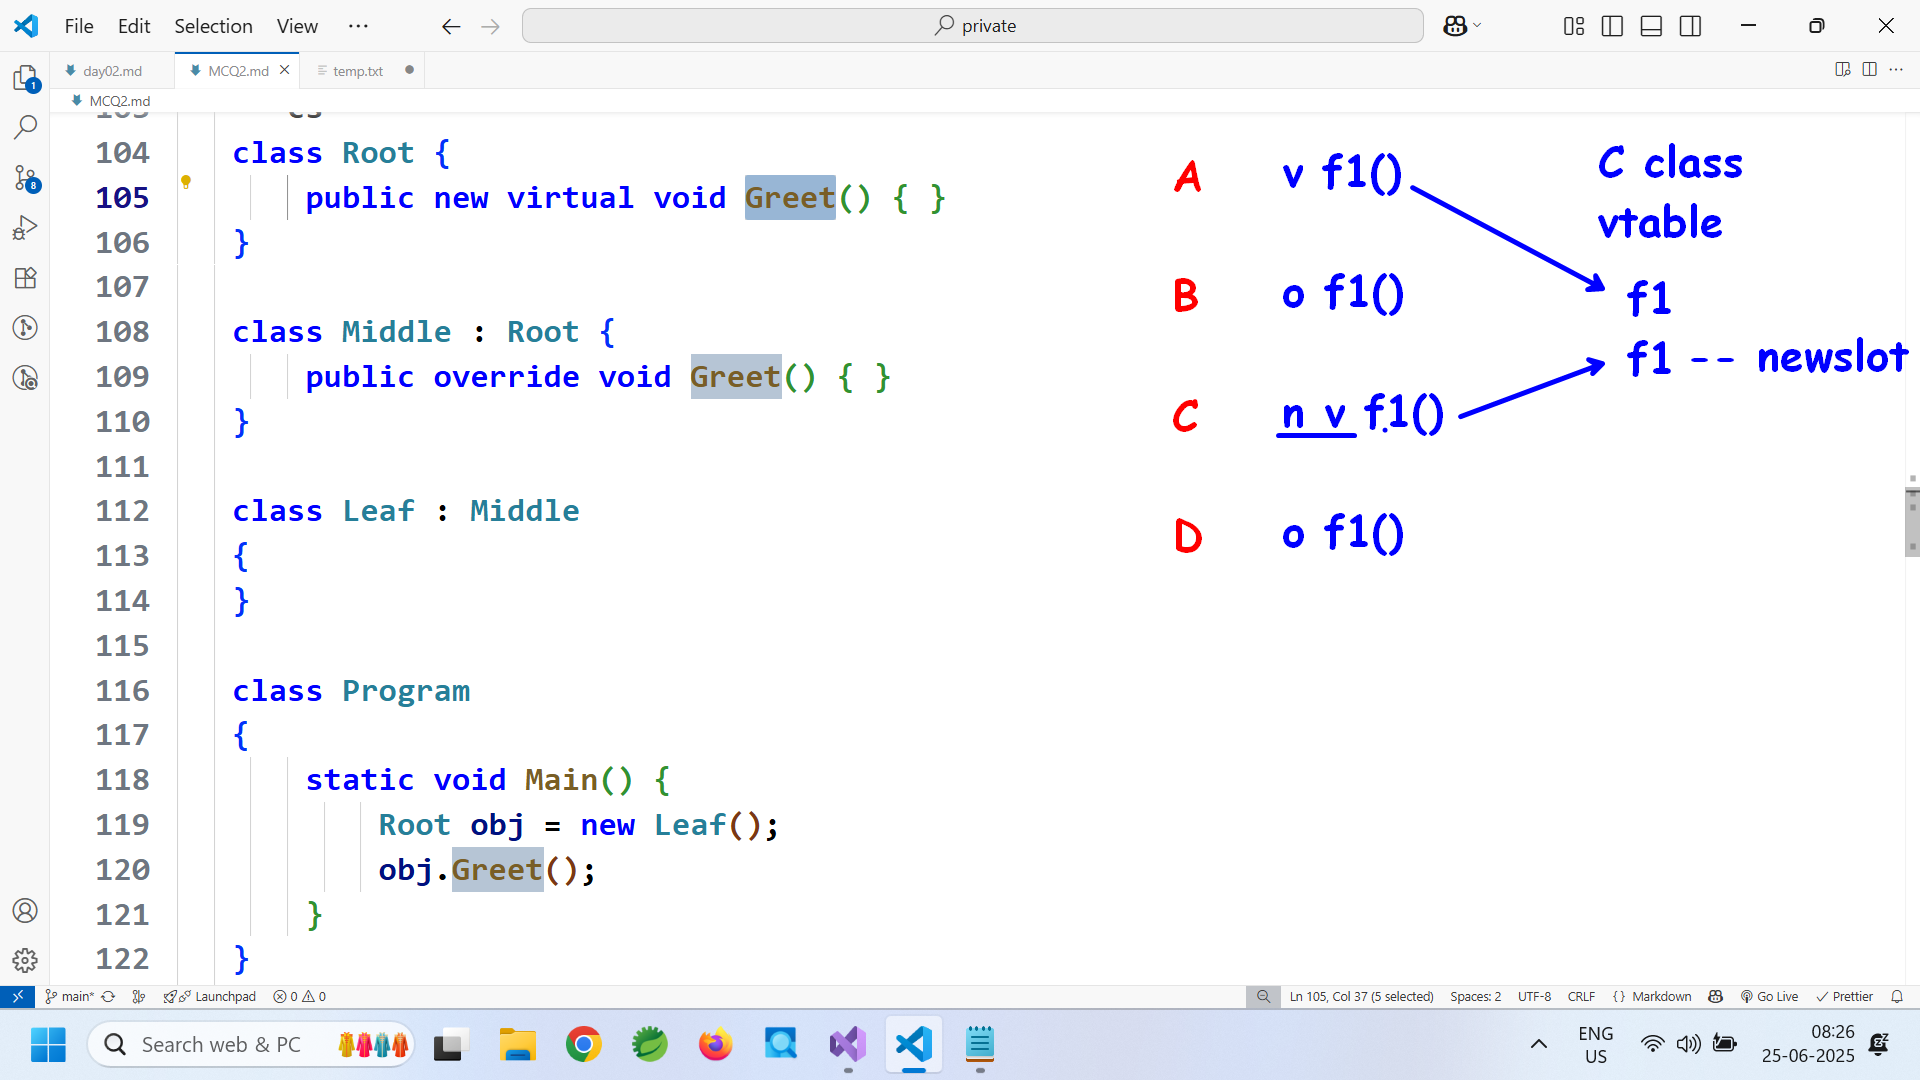 File Edit Selection View ···
private
day02.md
MCQ2.md
temp.txt
MCQ2.md
1
8
104 class Root {
105 public new virtual void Greet() { }
106 }
107
108 class Middle : Root {
109 public override void Greet() { }
110 }
111
112 class Leaf : Middle
113 {
114 }
115
116 class Program
117 {
118 static void Main() {
119 Root obj = new Leaf();
120 obj.Greet();
121 }
122 }
A v f1()
B o f1()
C n v f1()
D o f1()
C class
vtable
f1
f1 -- newslot
main* Launchpad 0 0 Ln 105, Col 37 (5 selected) Spaces: 2 UTF-8 CRLF {} Markdown Go Live Prettier
Search web & PC
ENG
US
08:26
25-06-2025